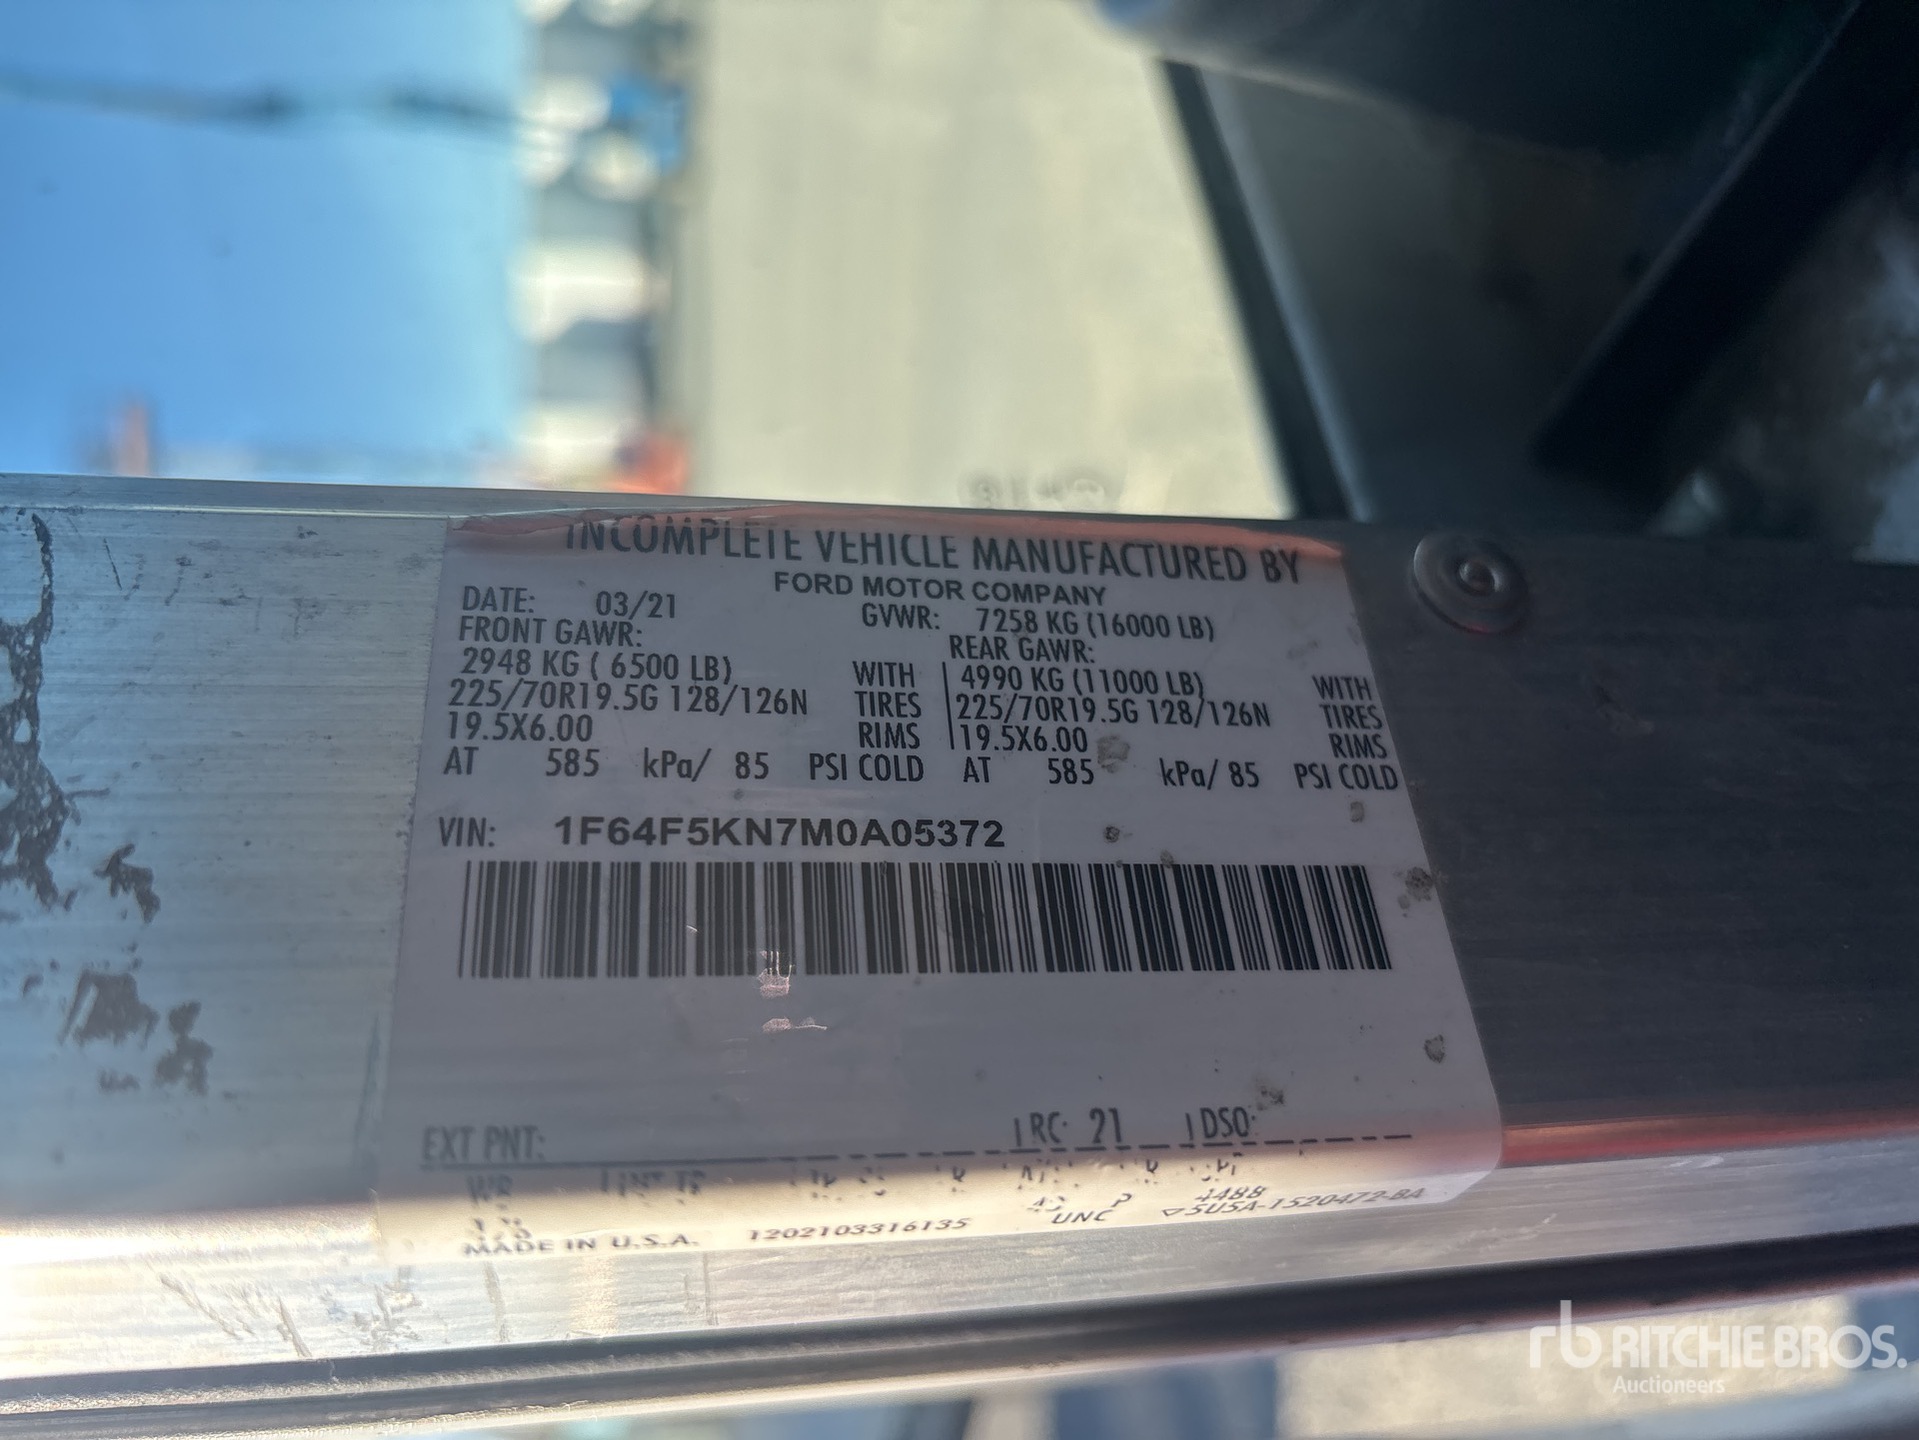 INCOMPLETE VEHICLE MANUFACTURED BY
FORD MOTOR COMPANY
DATE: 03/21 GVWR: 7258 KG (16000 LB)
FRONT GAWR: REAR GAWR:
2948 KG ( 6500 LB) WITH 4990 KG (11000 LB) WITH
225/70R19.5G 128/126N TIRES 225/70R19.5G 128/126N TIRES
19.5X6.00 RIMS 19.5X6.00 RIMS
AT 585 kPa/ 85 PSI COLD AT 585 kPa/ 85 PSI COLD
VIN: 1F64F5KN7M0A05372
EXT PNT: RC: 21 DSO:
WB
UNC
MADE IN U.S.A. 1202103316135 5U5A-1520472-BA
rb RITCHIE BROS.
Auctioneers